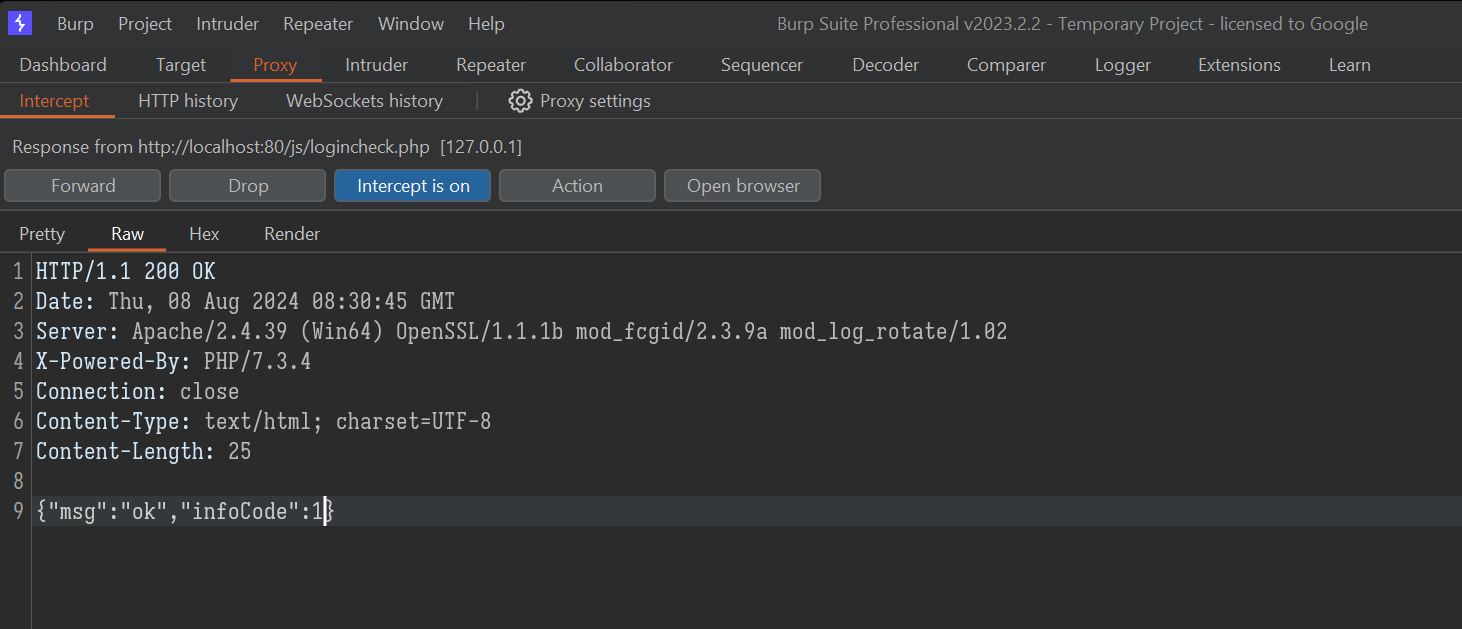 Burp Project Intruder Repeater Window Help Burp Suite Professional v2023.2.2 - Temporary Project - licensed to Google
Dashboard Target Proxy Intruder Repeater Collaborator Sequencer Decoder Comparer Logger Extensions Learn
Intercept HTTP history WebSockets history Proxy settings
Response from http://localhost:80/js/logincheck.php [127.0.0.1]
Forward Drop Intercept is on Action Open browser
Pretty Raw Hex Render
1 HTTP/1.1 200 OK
2 Date: Thu, 08 Aug 2024 08:30:45 GMT
3 Server: Apache/2.4.39 (Win64) OpenSSL/1.1.1b mod_fcgid/2.3.9a mod_log_rotate/1.02
4 X-Powered-By: PHP/7.3.4
5 Connection: close
6 Content-Type: text/html; charset=UTF-8
7 Content-Length: 25
8
9 {"msg":"ok","infoCode":1}